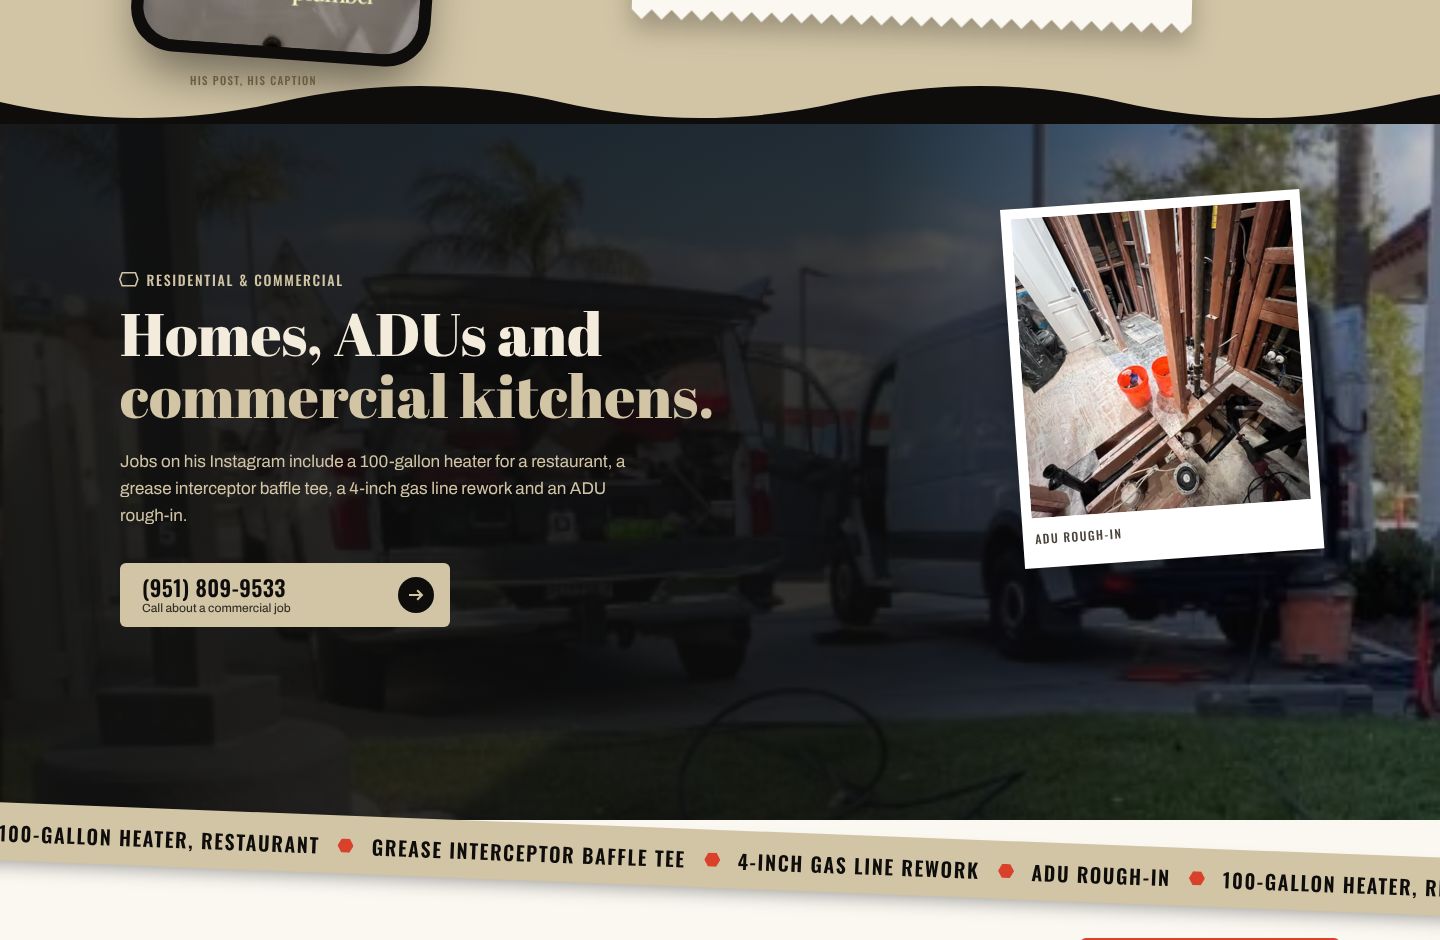 plumber
HIS POST, HIS CAPTION
RESIDENTIAL & COMMERCIAL
Homes, ADUs and
commercial kitchens.
Jobs on his Instagram include a 100-gallon heater for a restaurant, a
grease interceptor baffle tee, a 4-inch gas line rework and an ADU
rough-in.
(951) 809-9533
Call about a commercial job
ADU ROUGH-IN
100-GALLON HEATER, RESTAURANT GREASE INTERCEPTOR BAFFLE TEE 4-INCH GAS LINE REWORK ADU ROUGH-IN 100-GALLON HEATER, R